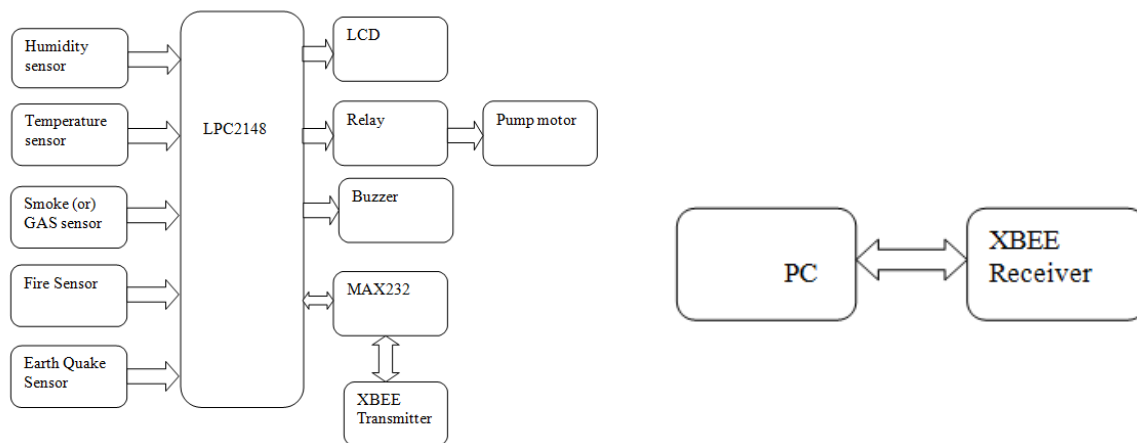 Humidity
sensor
Temperature
sensor
Smoke (or)
GAS sensor
Fire Sensor
Earth Quake
Sensor
LPC2148
LCD
Relay
Pump motor
Buzzer
MAX232
XBEE
Transmitter
PC
XBEE
Receiver